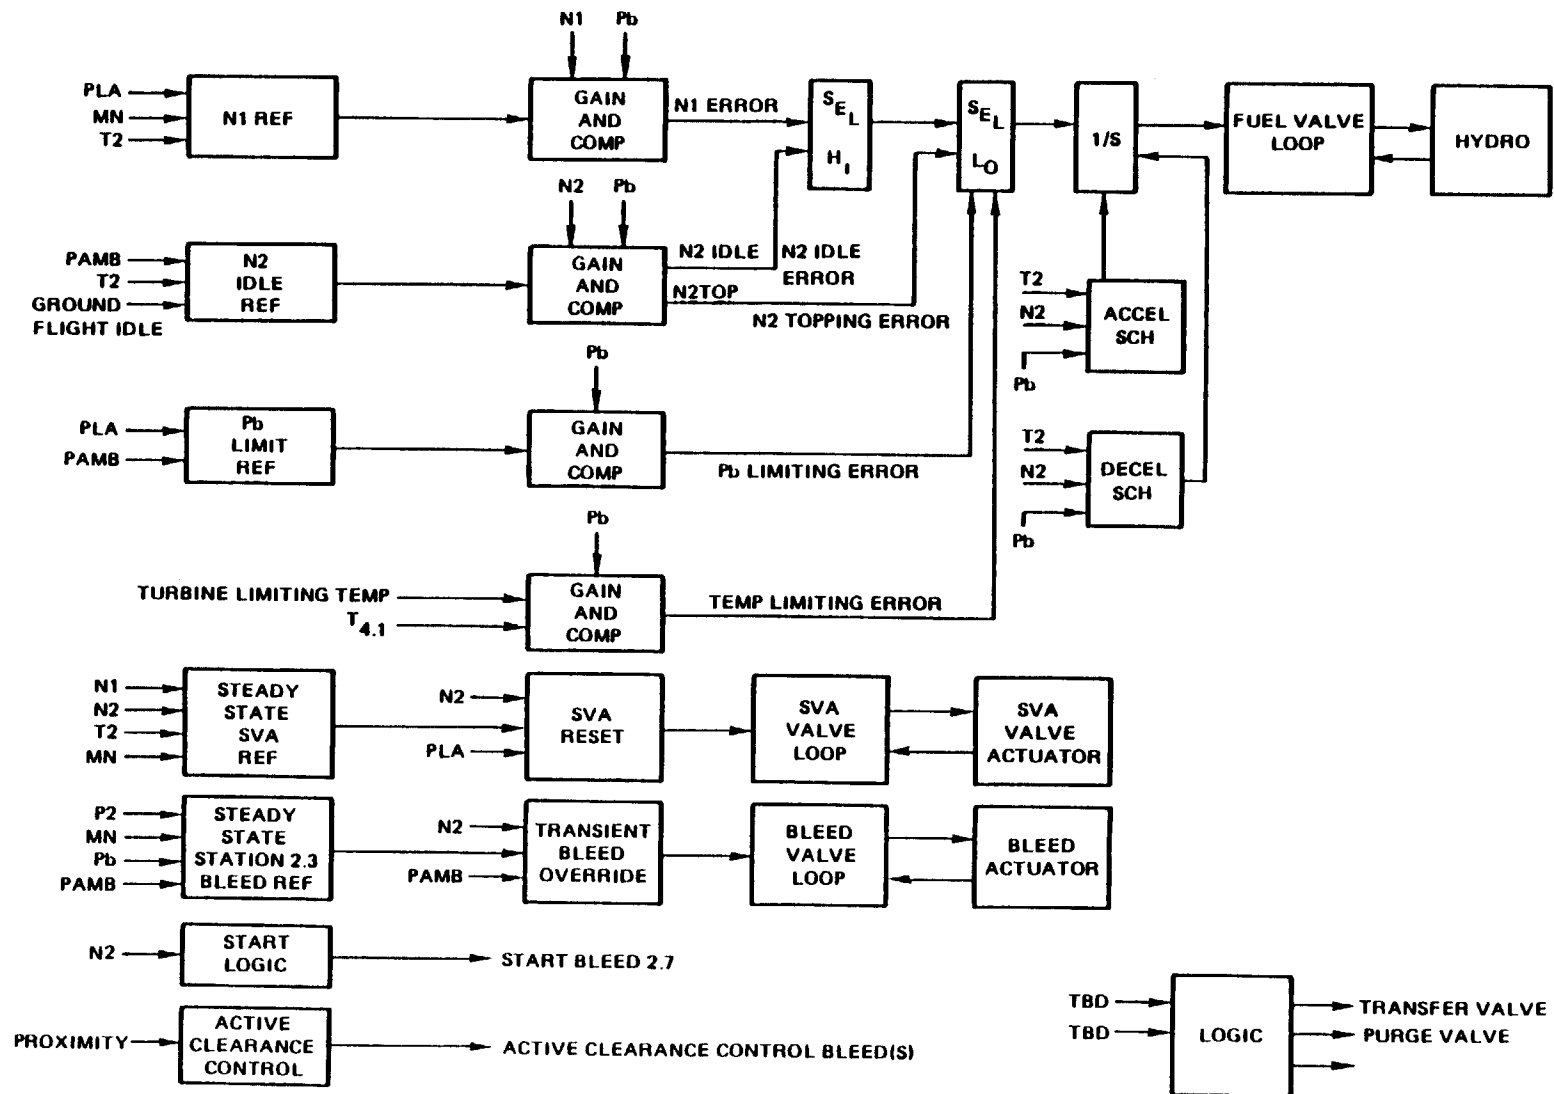 N1
Pb
PLA
MN
T2
N1 REF
GAIN
AND
COMP
N1 ERROR
SEL
HI
SEL
LO
1/S
FUEL VALVE
LOOP
HYDRO
N2
Pb
PAMB
T2
GROUND
FLIGHT IDLE
N2
IDLE
REF
GAIN
AND
COMP
N2 IDLE
N2 IDLE
ERROR
N2TOP
N2 TOPPING ERROR
T2
N2
Pb
ACCEL
SCH
Pb
PLA
PAMB
Pb
LIMIT
REF
GAIN
AND
COMP
Pb LIMITING ERROR
T2
N2
Pb
DECEL
SCH
Pb
TURBINE LIMITING TEMP
T4.1
GAIN
AND
COMP
TEMP LIMITING ERROR
N1
N2
T2
MN
STEADY
STATE
SVA
REF
N2
PLA
SVA
RESET
SVA
VALVE
LOOP
SVA
VALVE
ACTUATOR
P2
MN
Pb
PAMB
STEADY
STATE
STATION 2.3
BLEED REF
N2
PAMB
TRANSIENT
BLEED
OVERRIDE
BLEED
VALVE
LOOP
BLEED
ACTUATOR
N2
START
LOGIC
START BLEED 2.7
PROXIMITY
ACTIVE
CLEARANCE
CONTROL
ACTIVE CLEARANCE CONTROL BLEED(S)
TBD
TBD
LOGIC
TRANSFER VALVE
PURGE VALVE